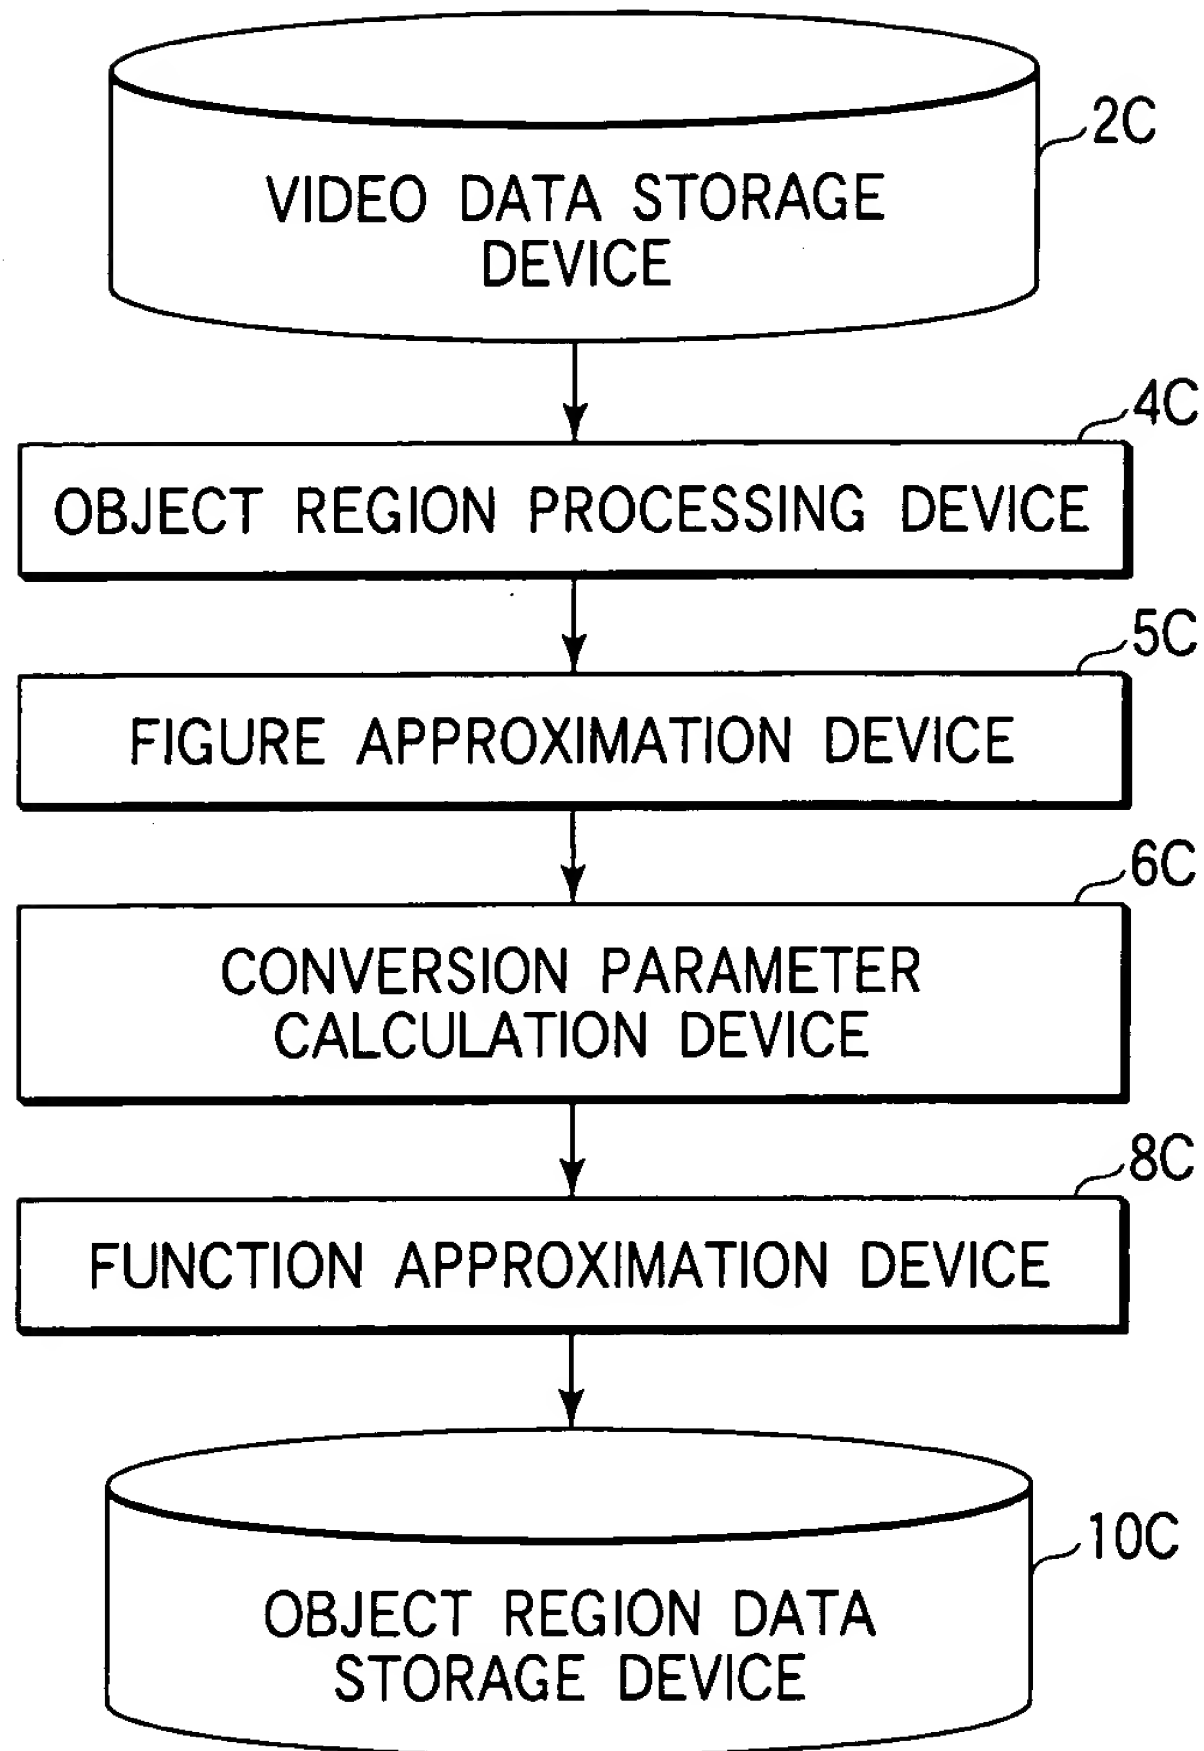 2C
VIDEO DATA STORAGE
DEVICE
4C
OBJECT REGION PROCESSING DEVICE
5C
FIGURE APPROXIMATION DEVICE
6C
CONVERSION PARAMETER
CALCULATION DEVICE
8C
FUNCTION APPROXIMATION DEVICE
10C
OBJECT REGION DATA
STORAGE DEVICE